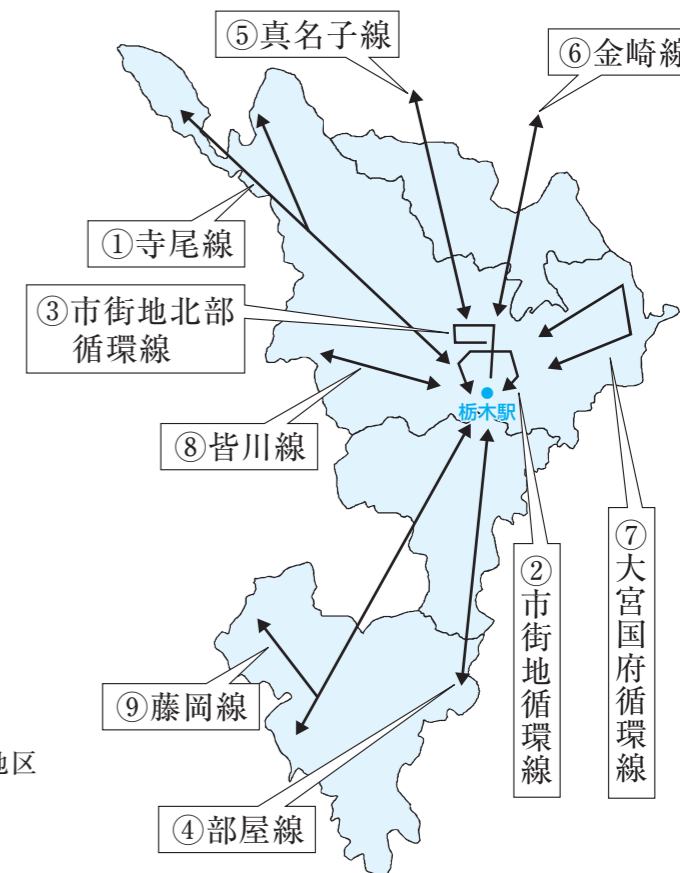 ⑤真名子線
⑥金崎線
①寺尾線
③市街地北部
循環線
栃木駅
⑧皆川線
②市街地循環線
⑦大宮国府循環線
⑨藤岡線
地区
④部屋線